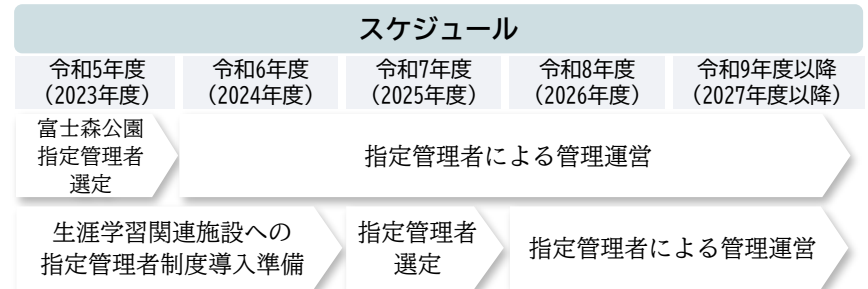 スケジュール
令和5年度
(2023年度)
令和6年度
(2024年度)
令和7年度
(2025年度)
令和8年度
(2026年度)
令和9年度以降
(2027年度以降)
富士森公園
指定管理者
選定
指定管理者による管理運営
生涯学習関連施設への
指定管理者制度導入準備
指定管理者
選定
指定管理者による管理運営